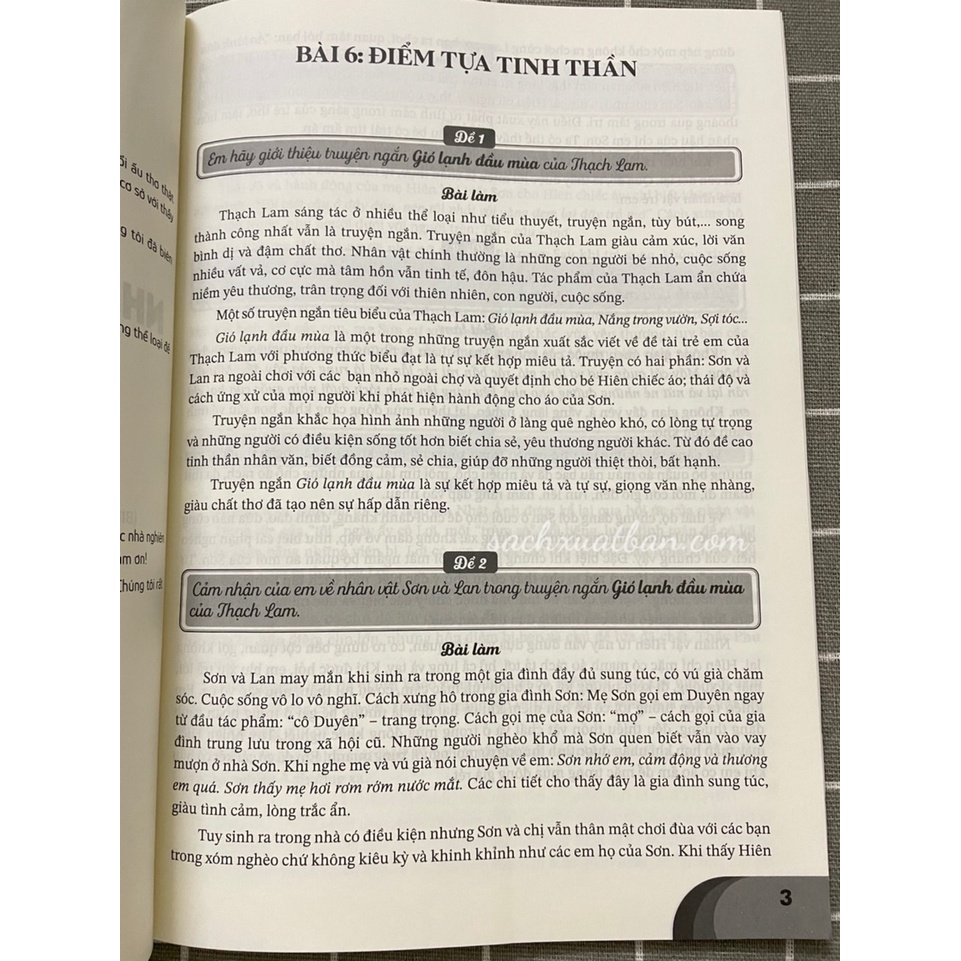 BÀI 6: ĐIỂM TỰA TINH THẦN
Đề 1
Em hãy giới thiệu truyện ngắn Gió lạnh đầu mùa của Thạch Lam.
Bài làm
Thạch Lam sáng tác ở nhiều thể loại như tiểu thuyết, truyện ngắn, tùy bút,... song
thành công nhất vẫn là truyện ngắn. Truyện ngắn của Thạch Lam giàu cảm xúc, lời văn
bình dị và đậm chất thơ. Nhân vật chính thường là những con người bé nhỏ, cuộc sống
nhiều vất vả, cơ cực mà tâm hồn vẫn tinh tế, đôn hậu. Tác phẩm của Thạch Lam ẩn chứa
niềm yêu thương, trân trọng đối với thiên nhiên, con người, cuộc sống.
Một số truyện ngắn tiêu biểu của Thạch Lam: Gió lạnh đầu mùa, Nắng trong vườn, Sợi tóc...
Gió lạnh đầu mùa là một trong những truyện ngắn xuất sắc viết về đề tài trẻ em của
Thạch Lam với phương thức biểu đạt là tự sự kết hợp miêu tả. Truyện có hai phần: Sơn và
Lan ra ngoài chơi với các bạn nhỏ ngoài chợ và quyết định cho bé Hiên chiếc áo; thái độ và
cách ứng xử của mọi người khi phát hiện hành động cho áo của Sơn.
Truyện ngắn khắc họa hình ảnh những người ở làng quê nghèo khó, có lòng tự trọng
và những người có điều kiện sống tốt hơn biết chia sẻ, yêu thương người khác. Từ đó đề cao
tinh thần nhân văn, biết đồng cảm, sẻ chia, giúp đỡ những người thiệt thòi, bất hạnh.
Truyện ngắn Gió lạnh đầu mùa là sự kết hợp miêu tả và tự sự, giọng văn nhẹ nhàng,
giàu chất thơ đã tạo nên sự hấp dẫn riêng.
sachxuatban.com
Đề 2
Cảm nhận của em về nhân vật Sơn và Lan trong truyện ngắn Gió lạnh đầu mùa
của Thạch Lam.
Bài làm
Sơn và Lan may mắn khi sinh ra trong một gia đình đầy đủ sung túc, có vú già chăm
sóc. Cuộc sống vô lo vô nghĩ. Cách xưng hô trong gia đình Sơn: Mẹ Sơn gọi em Duyên ngay
từ đầu tác phẩm: “cô Duyên” – trang trọng. Cách gọi mẹ của Sơn: “mợ” – cách gọi của gia
đình trung lưu trong xã hội cũ. Những người nghèo khổ mà Sơn quen biết vẫn vào vay
mượn ở nhà Sơn. Khi nghe mẹ và vú già nói chuyện về em: Sơn nhớ em, cảm động và thương
em quá. Sơn thấy mẹ hơi rơm rớm nước mắt. Các chi tiết cho thấy đây là gia đình sung túc,
giàu tình cảm, lòng trắc ẩn.
Tuy sinh ra trong nhà có điều kiện nhưng Sơn và chị vẫn thân mật chơi đùa với các bạn
trong xóm nghèo chứ không kiêu kỳ và khinh khỉnh như các em họ của Sơn. Khi thấy Hiên
3
ấu thơ thật
cơ sở với thầy
tôi đã biên
NH
thể loại để
nhà nghiên
ơn!
Chúng tôi rất